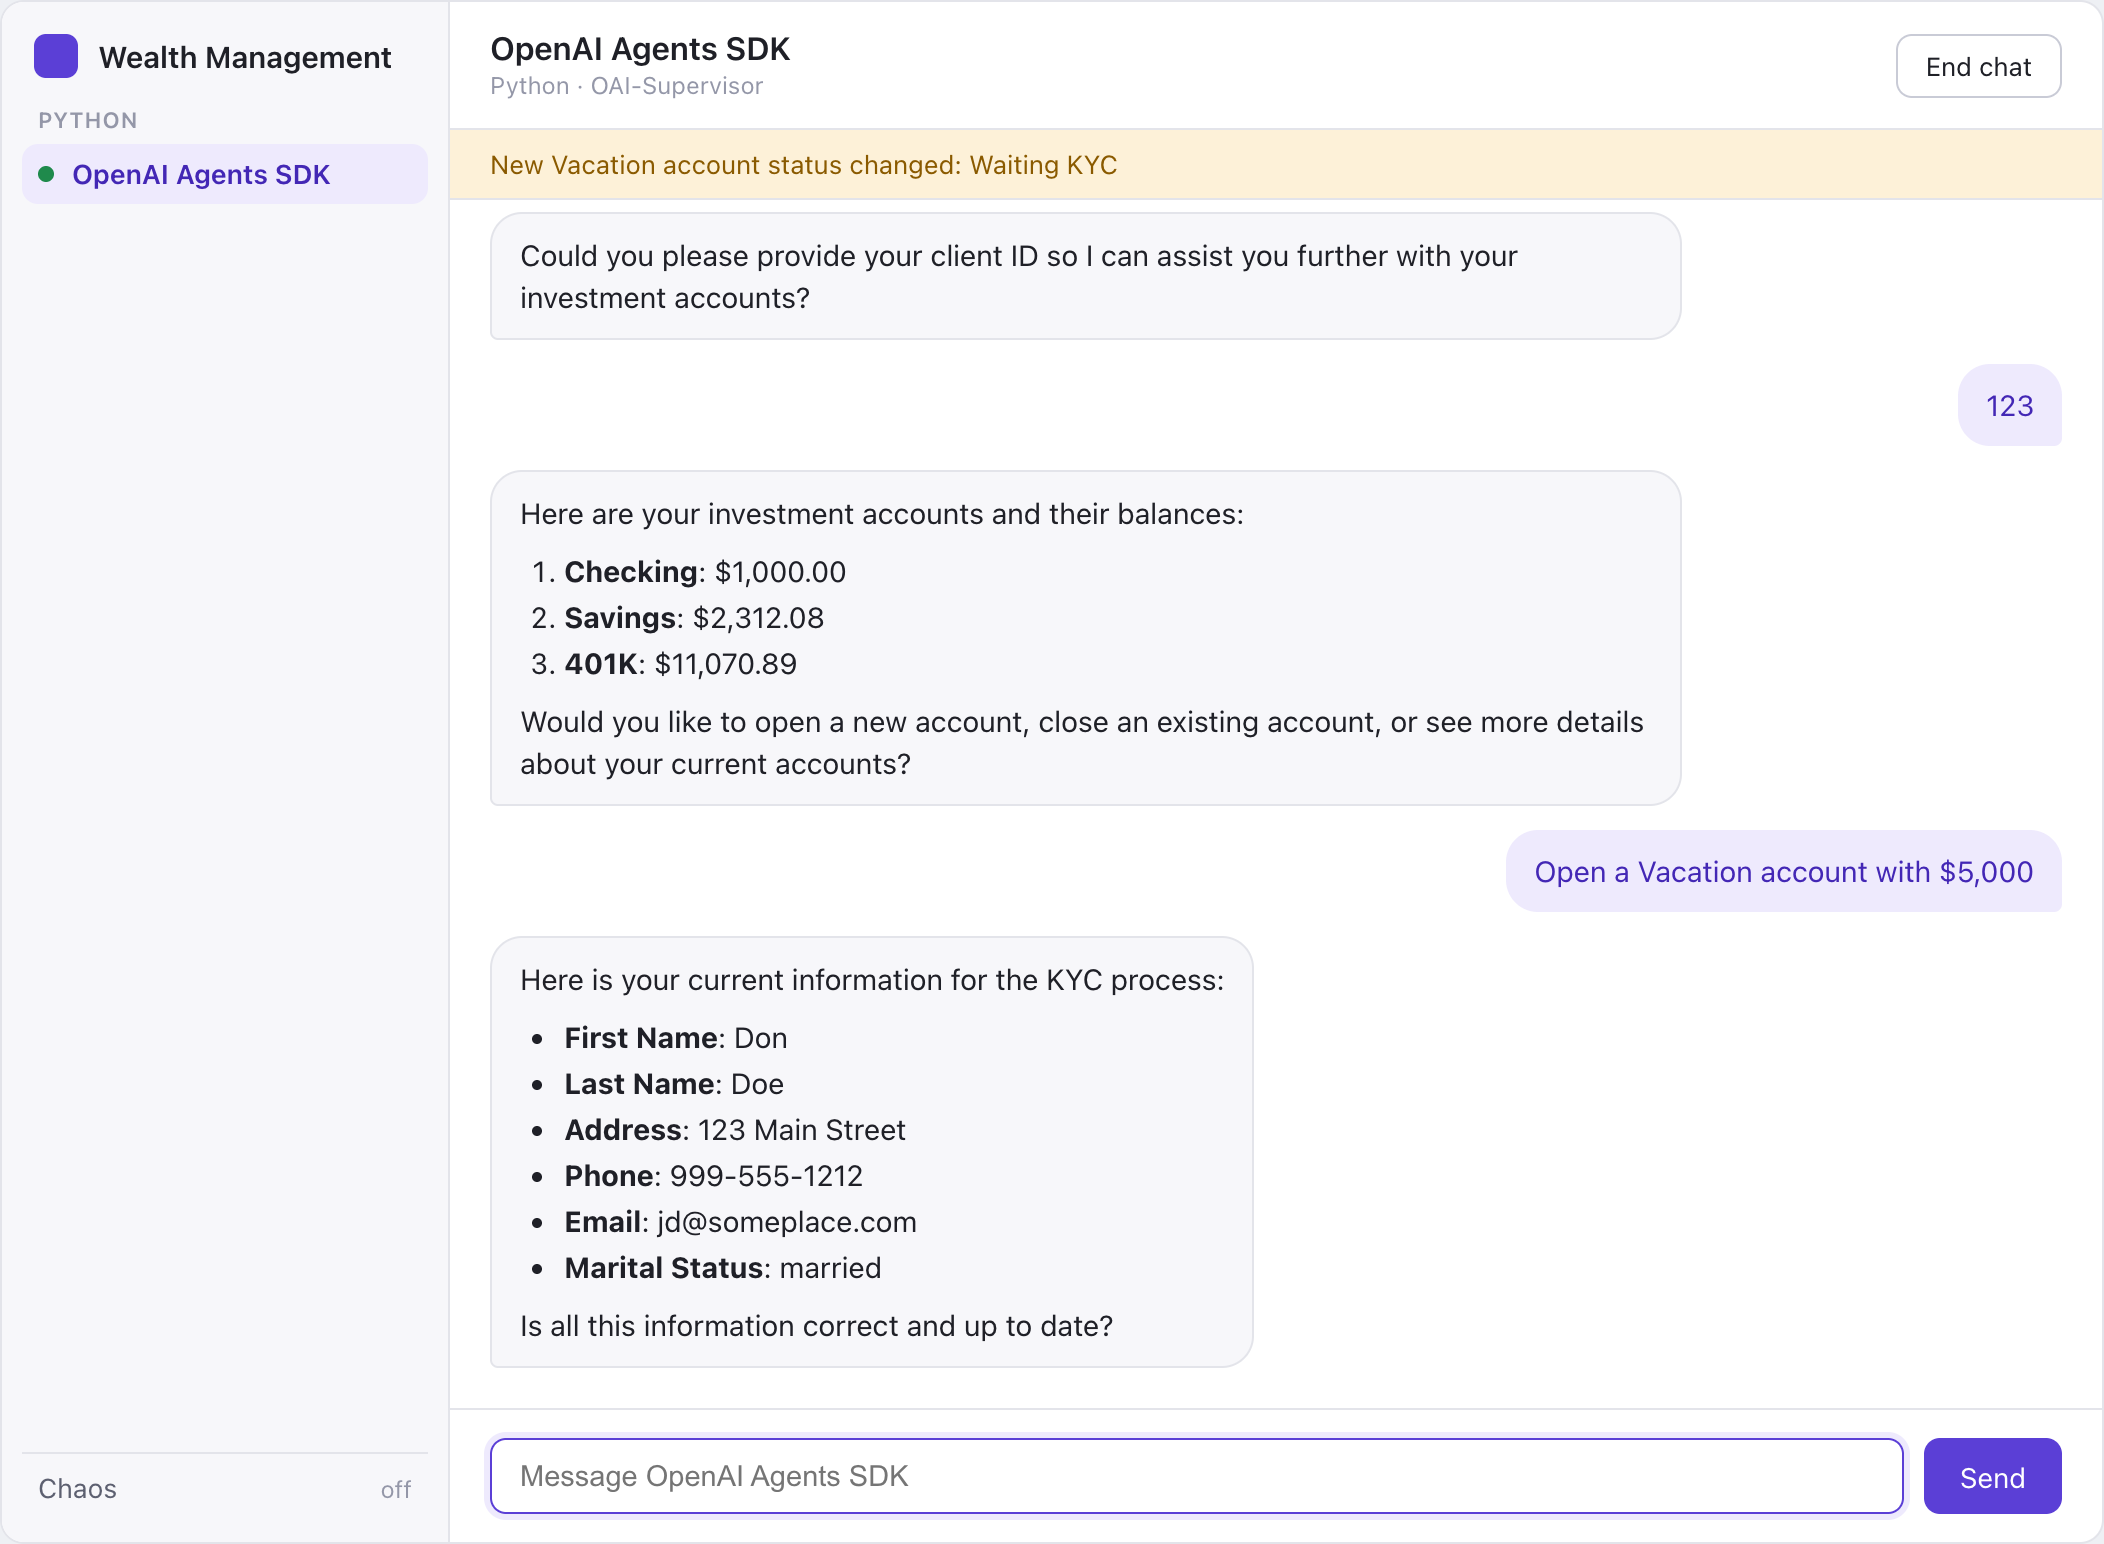 Wealth Management
PYTHON
OpenAI Agents SDK
Chaos
off
OpenAI Agents SDK
Python · OAI-Supervisor
End chat
New Vacation account status changed: Waiting KYC
Could you please provide your client ID so I can assist you further with your
investment accounts?
123
Here are your investment accounts and their balances:
1. Checking: $1,000.00
2. Savings: $2,312.08
3. 401K: $11,070.89
Would you like to open a new account, close an existing account, or see more details
about your current accounts?
Open a Vacation account with $5,000
Here is your current information for the KYC process:
• First Name: Don
• Last Name: Doe
• Address: 123 Main Street
• Phone: 999-555-1212
• Email: jd@someplace.com
• Marital Status: married
Is all this information correct and up to date?
Message OpenAI Agents SDK
Send